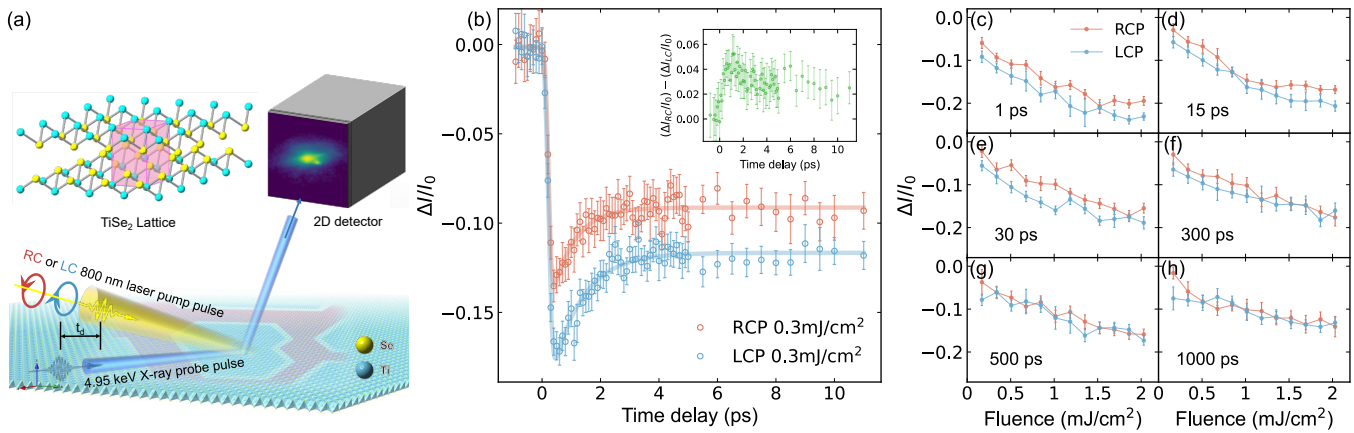 (a)
TiSe₂ Lattice
2D detector
RC or LC 800 nm laser pump pulse
t_d
4.95 keV X-ray probe pulse
Se
Ti
(b)
0.00
−0.05
−0.10
−0.15
ΔI/I₀
0 2 4 6 8 10
Time delay (ps)
RCP 0.3mJ/cm²
LCP 0.3mJ/cm²
(ΔI_RC/I₀) − (ΔI_LC/I₀)
0.06
0.04
0.02
0.00
0 2 4 6 8 10
Time delay (ps)
ΔI/I₀
(c)
0.0
−0.1
−0.2
RCP
LCP
1 ps
(d)
15 ps
(e)
0.0
−0.1
−0.2
30 ps
(f)
300 ps
(g)
0.0
−0.1
−0.2
500 ps
(h)
1000 ps
0 0.5 1 1.5 2
Fluence (mJ/cm²)
0 0.5 1 1.5 2
Fluence (mJ/cm²)